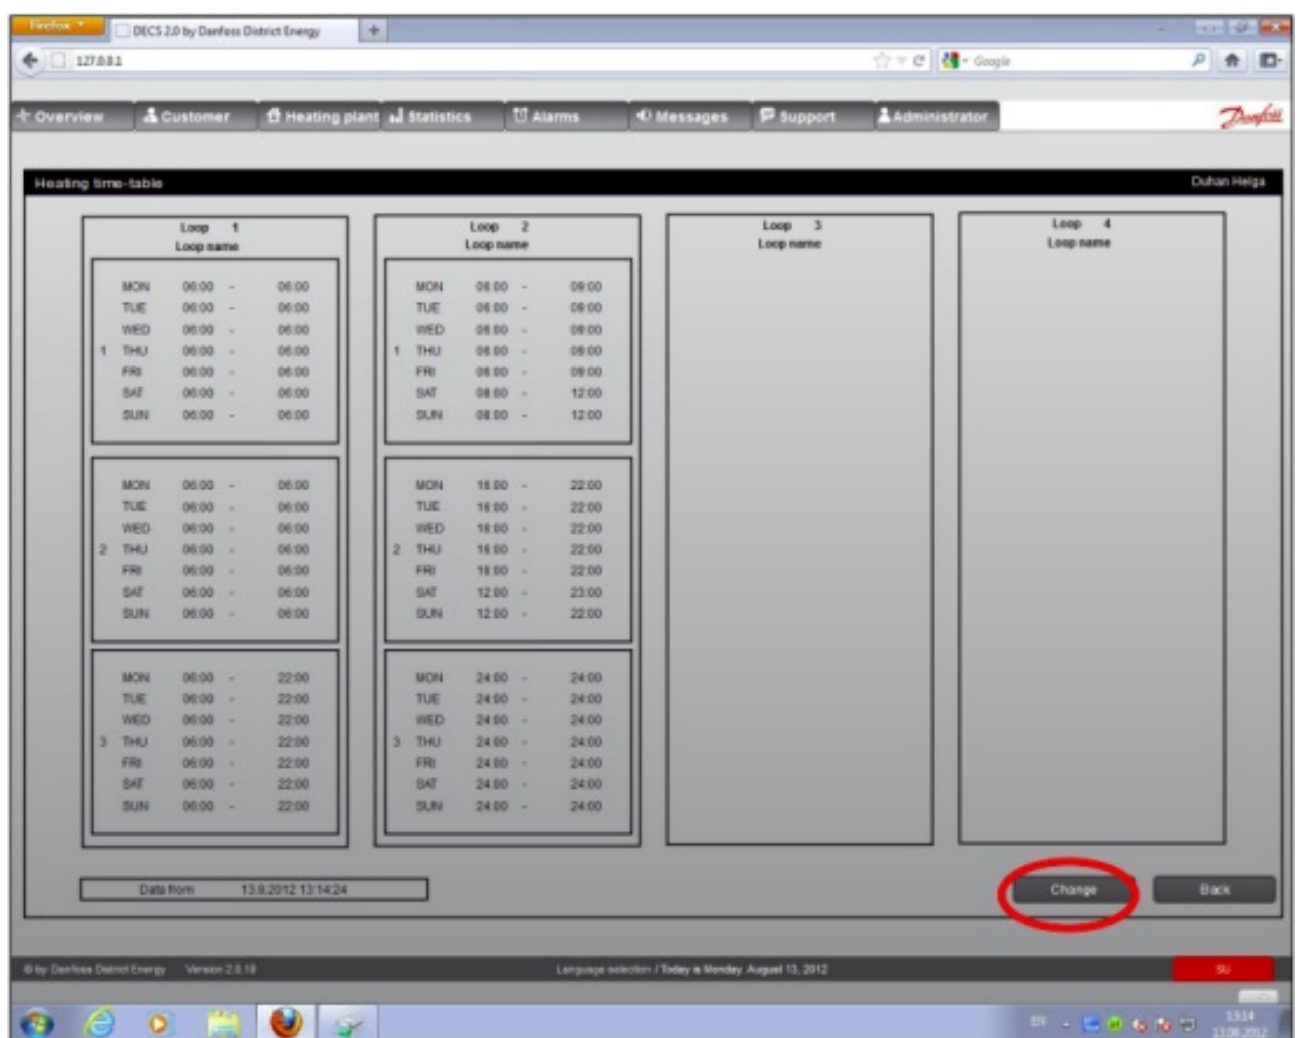 Firefox
DECS 2.0 by Danfoss District Energy
127.0.0.1
Google
Overview Customer Heating plant Statistics Alarms Messages Support Administrator
Danfoss
Heating time-table Duhan Helga
Loop 1 Loop 2 Loop 3 Loop 4
Loop name Loop name Loop name Loop name
MON 06:00 - 06:00 MON 06:00 - 09:00
TUE 06:00 - 06:00 TUE 06:00 - 09:00
WED 06:00 - 06:00 WED 06:00 - 09:00
1 THU 06:00 - 06:00 1 THU 06:00 - 09:00
FRI 06:00 - 06:00 FRI 06:00 - 09:00
SAT 06:00 - 06:00 SAT 08:00 - 12:00
SUN 06:00 - 06:00 SUN 08:00 - 12:00
MON 06:00 - 06:00 MON 16:00 - 22:00
TUE 06:00 - 06:00 TUE 16:00 - 22:00
WED 06:00 - 06:00 WED 16:00 - 22:00
2 THU 06:00 - 06:00 2 THU 16:00 - 22:00
FRI 06:00 - 06:00 FRI 16:00 - 22:00
SAT 06:00 - 06:00 SAT 12:00 - 23:00
SUN 06:00 - 06:00 SUN 12:00 - 22:00
MON 06:00 - 22:00 MON 24:00 - 24:00
TUE 06:00 - 22:00 TUE 24:00 - 24:00
WED 06:00 - 22:00 WED 24:00 - 24:00
3 THU 06:00 - 22:00 3 THU 24:00 - 24:00
FRI 06:00 - 22:00 FRI 24:00 - 24:00
SAT 06:00 - 22:00 SAT 24:00 - 24:00
SUN 06:00 - 22:00 SUN 24:00 - 24:00
Data from 13.8.2012 13:14:24 Change Back
© by Danfoss District Energy Version 2.0.19 Language selection / Today is Monday, August 13, 2012 SU
EN 13:14
13.08.2012